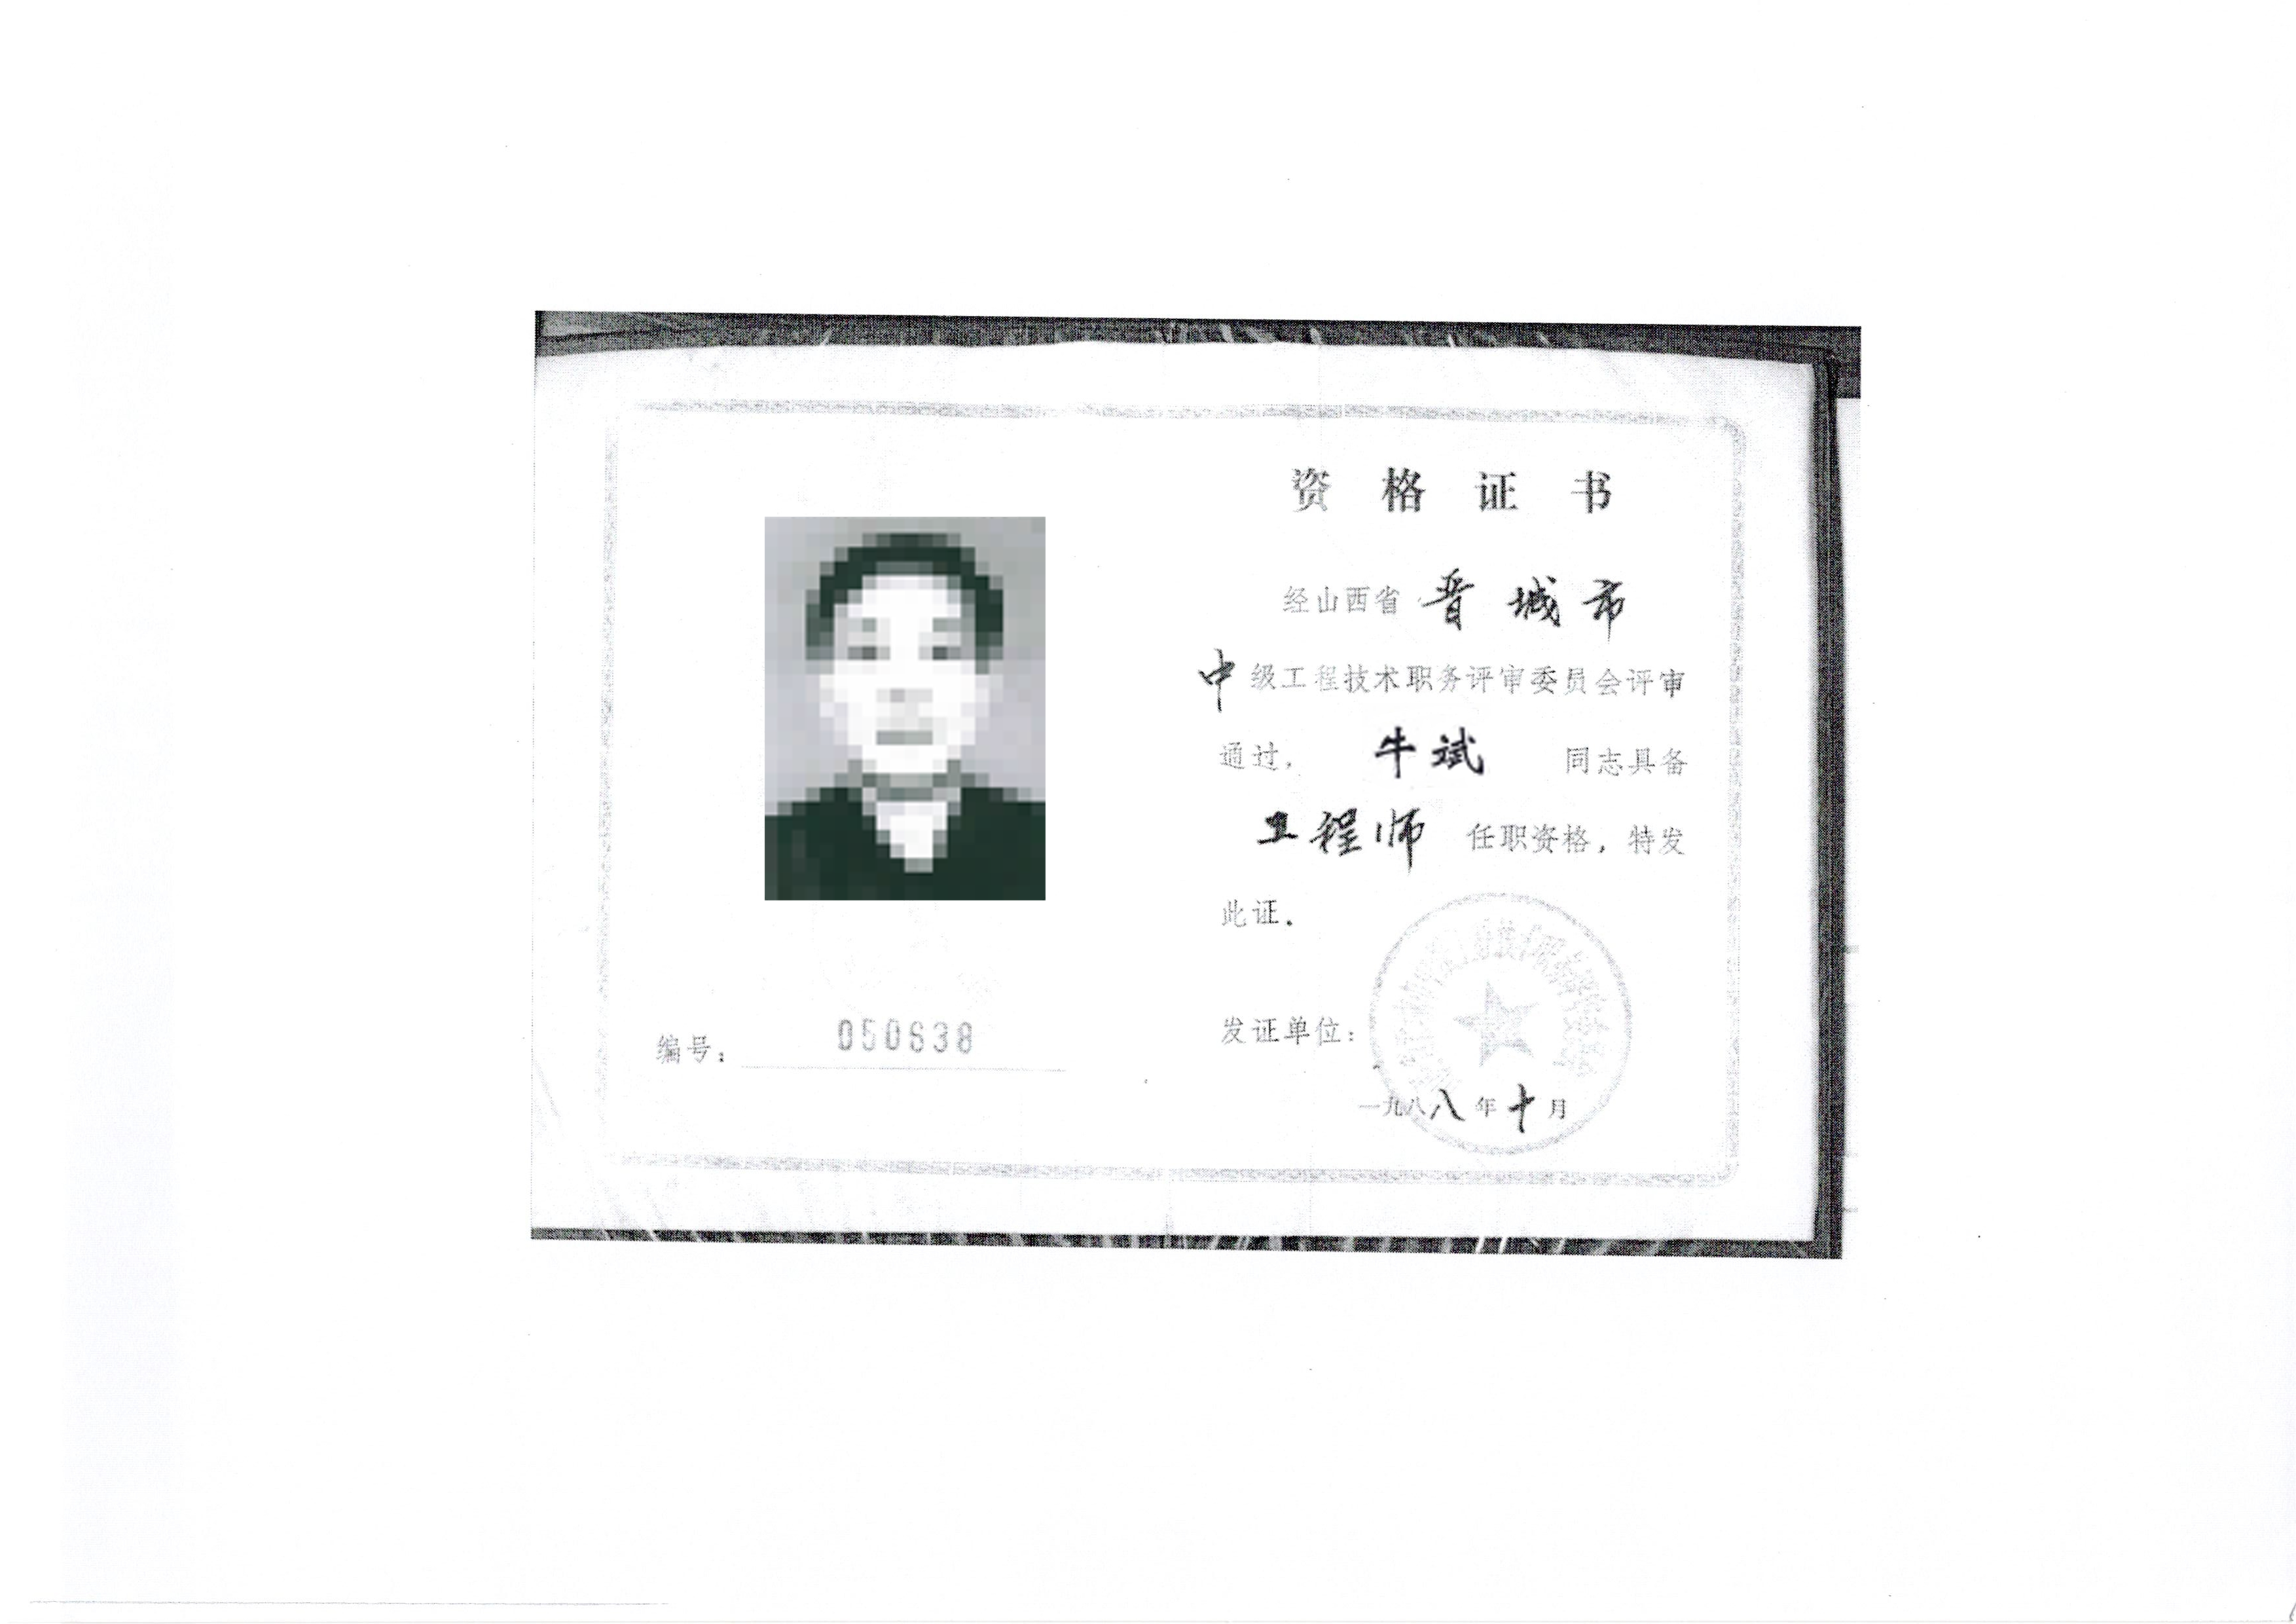 资格证书
经山西省 晋城市
中级工程技术职务评审委员会评审
通过, 牛斌 同志具备
工程师 任职资格, 特发
此证.
发证单位:
一九八八年十月
编号: 050638